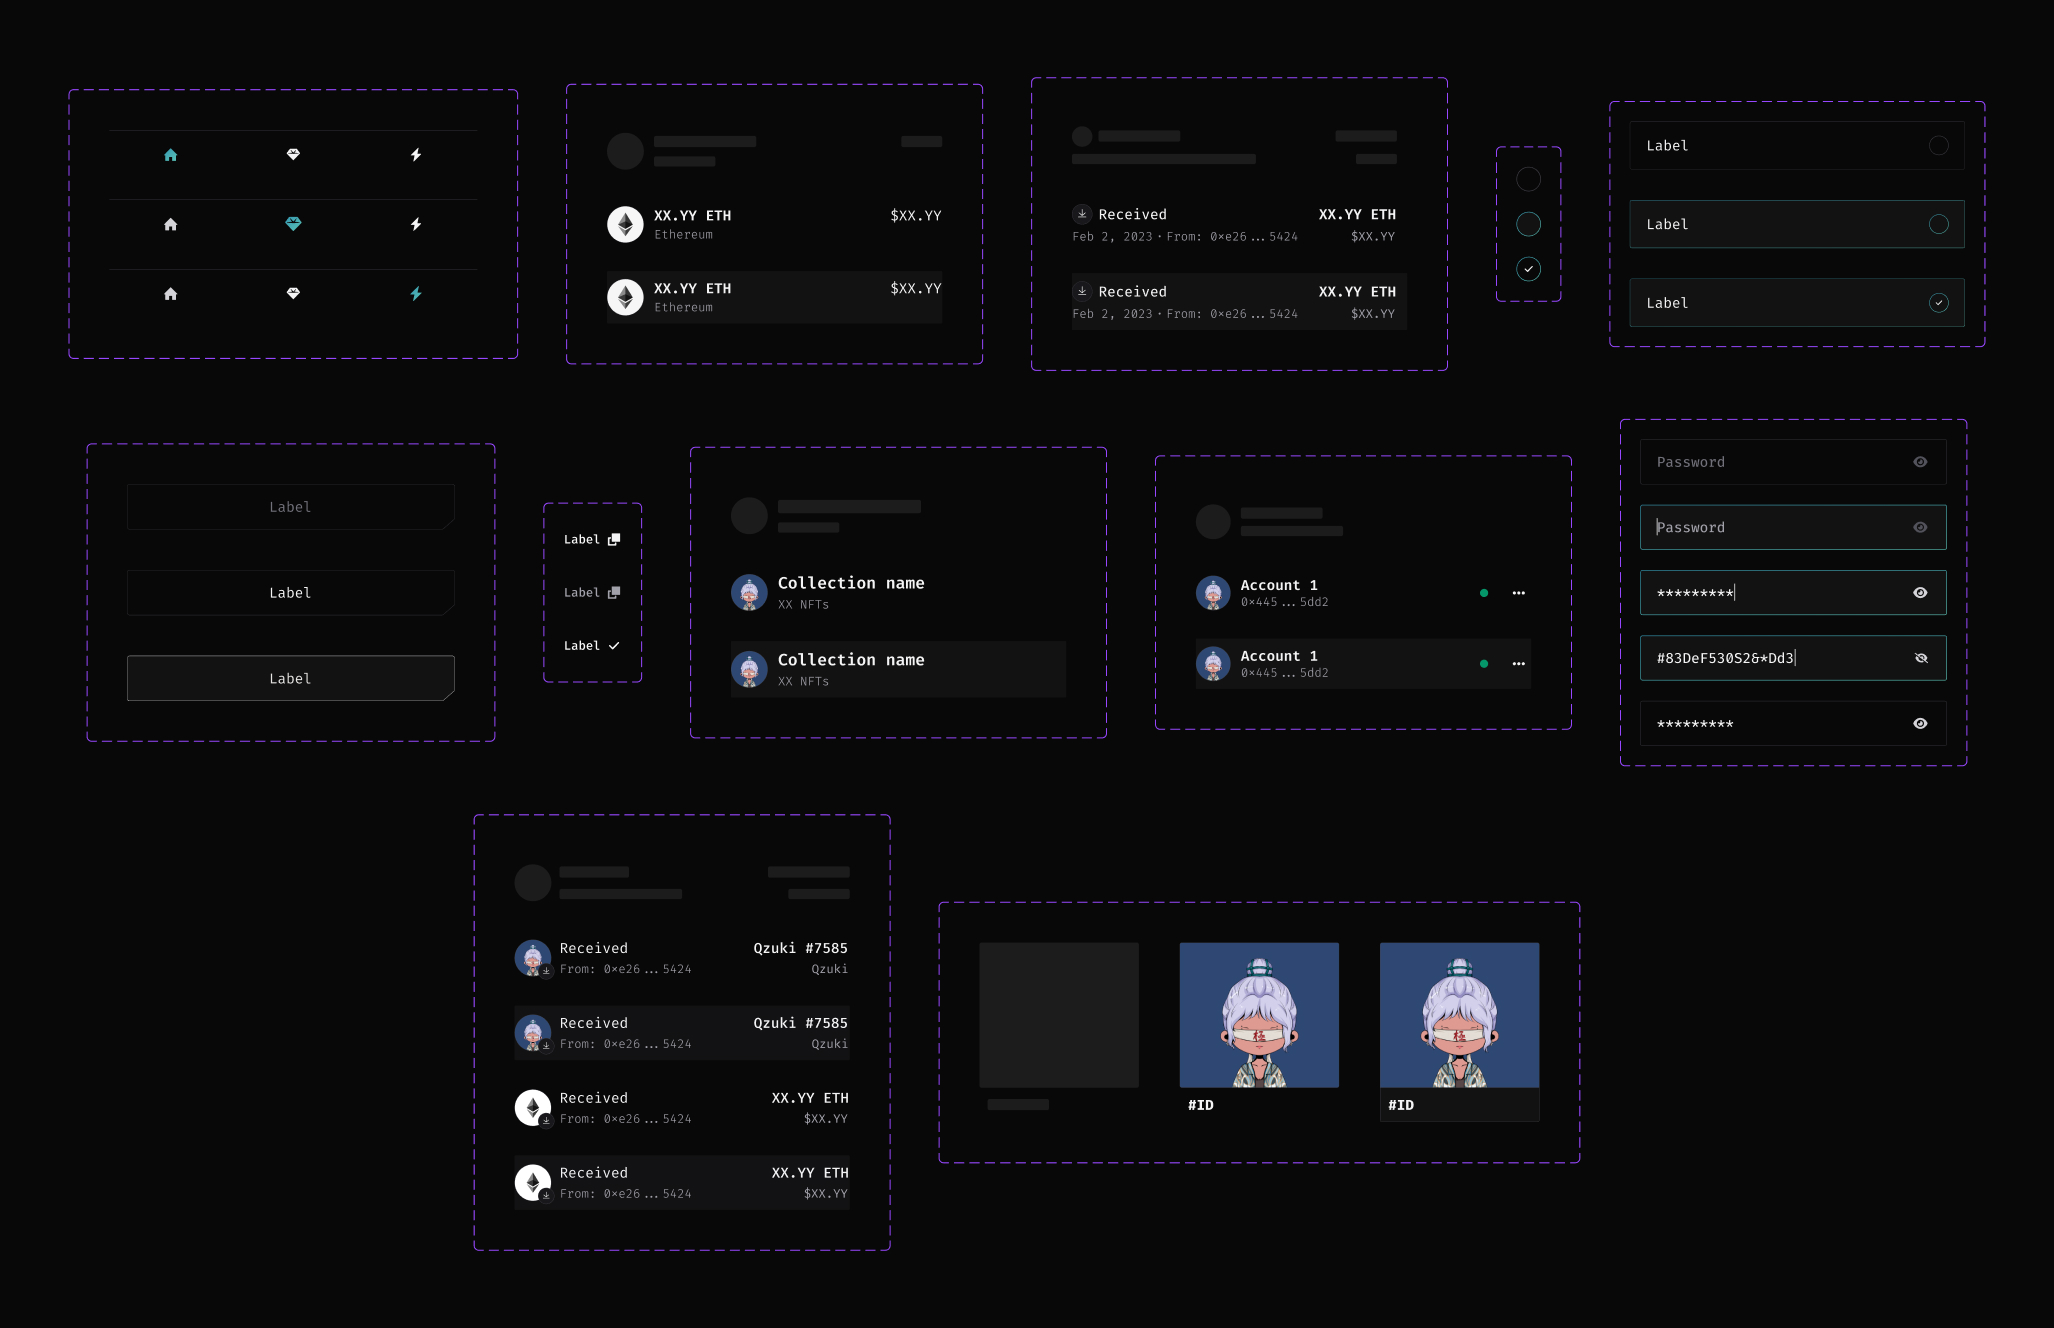 XX.YY ETH $XX.YY
Ethereum
XX.YY ETH $XX.YY
Ethereum
Received XX.YY ETH
Feb 2, 2023 · From: 0×e26...5424 $XX.YY
Received XX.YY ETH
Feb 2, 2023 · From: 0×e26...5424 $XX.YY
Label
Label
Label
Label
Label
Label
Label
Label
Label
Collection name
XX NFTs
Collection name
XX NFTs
Account 1
0×445...5dd2
Account 1
0×445...5dd2
Password
Password
*********
#83DeF530S2&*Dd3
*********
Received Qzuki #7585
From: 0×e26...5424 Qzuki
Received Qzuki #7585
From: 0×e26...5424 Qzuki
Received XX.YY ETH
From: 0×e26...5424 $XX.YY
Received XX.YY ETH
From: 0×e26...5424 $XX.YY
#ID
#ID